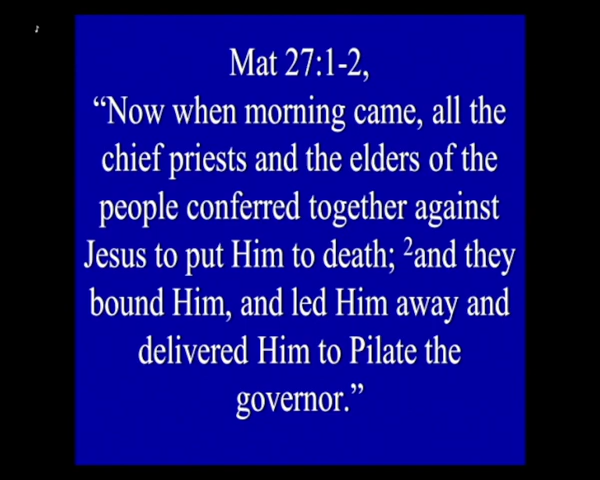 Mat 27:1-2,
“Now when morning came, all the
chief priests and the elders of the
people conferred together against
Jesus to put Him to death; ²and they
bound Him, and led Him away and
delivered Him to Pilate the
governor.”